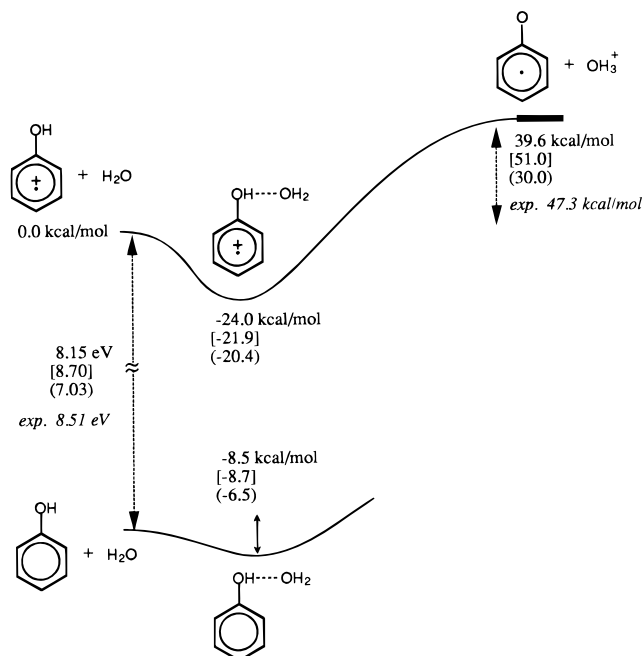 O
+ OH3+
39.6 kcal/mol
[51.0]
(30.0)
exp. 47.3 kcal/mol
OH
+
+ H2O
0.0 kcal/mol
OH----OH2
+
-24.0 kcal/mol
[-21.9]
(-20.4)
8.15 eV
[8.70]
(7.03)
exp. 8.51 eV
-8.5 kcal/mol
[-8.7]
(-6.5)
OH
+ H2O
OH----OH2